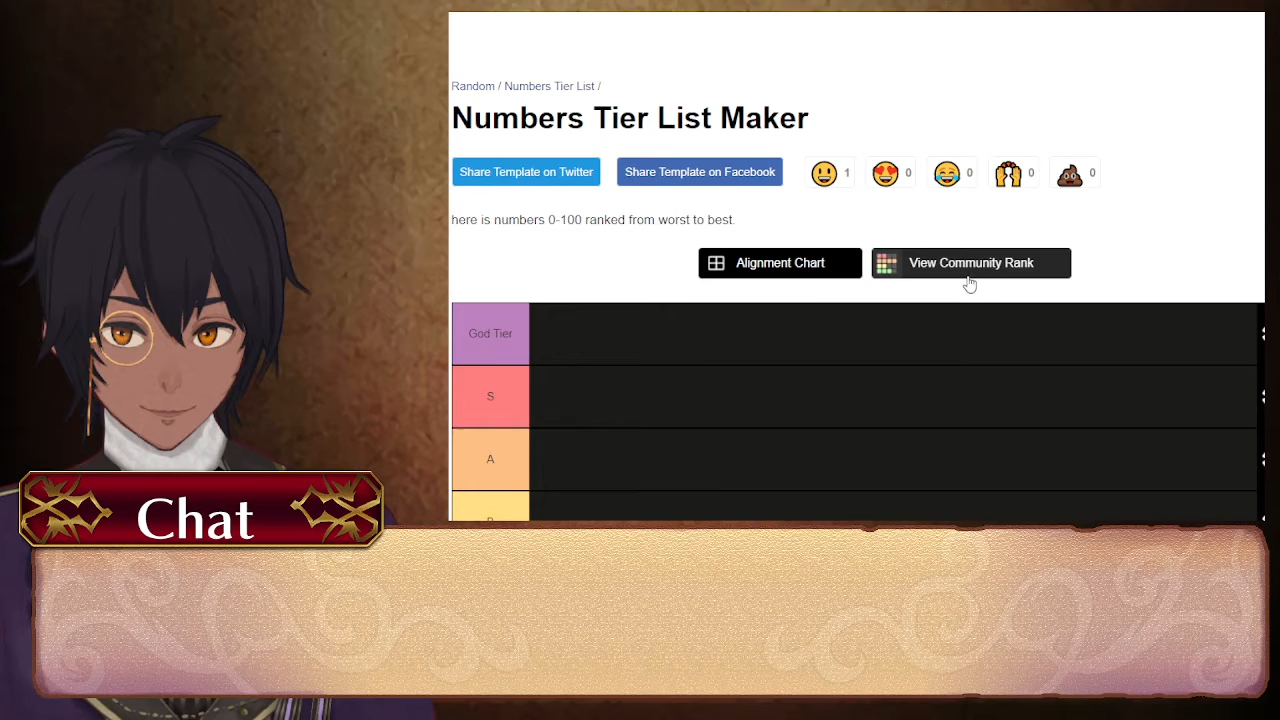 Random / Numbers Tier List /
Numbers Tier List Maker
Share Template on Twitter
Share Template on Facebook
1
0
0
0
0
here is numbers 0-100 ranked from worst to best.
Alignment Chart
View Community Rank
God Tier
S
A
B
Chat